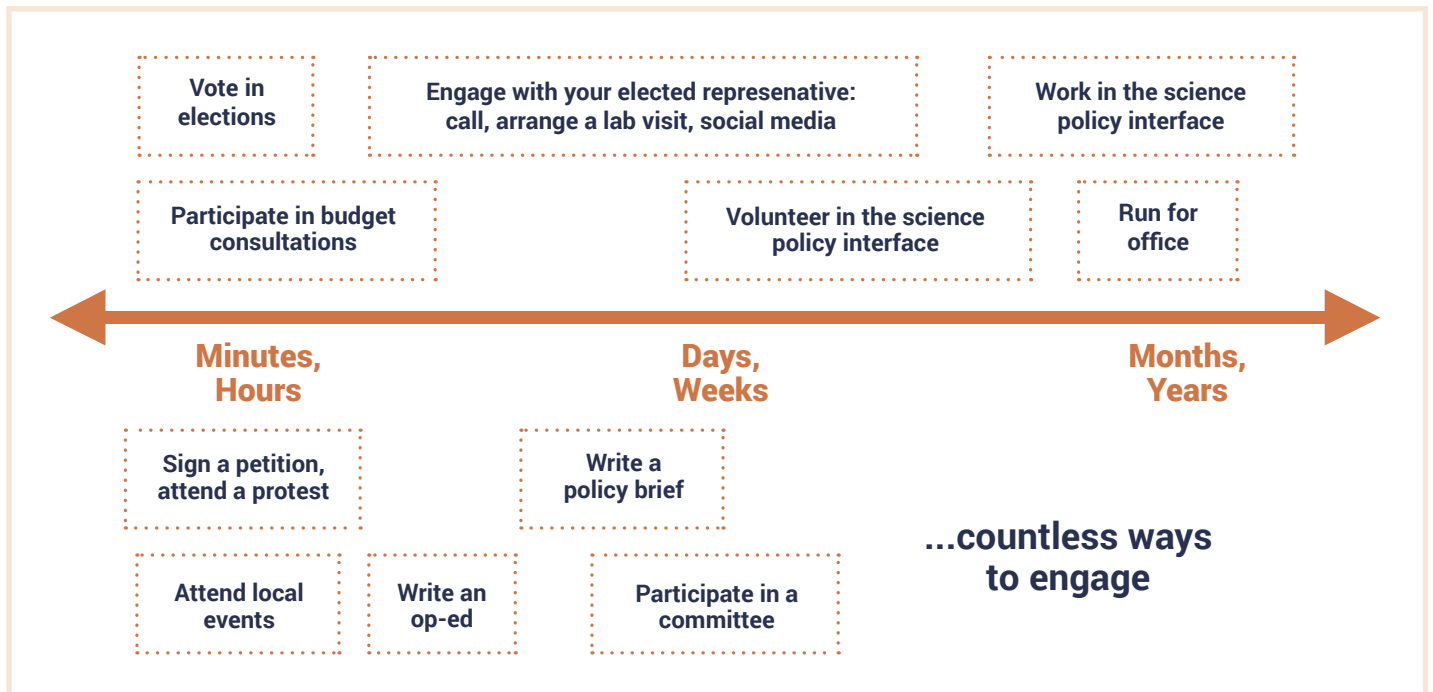 Vote in
elections
Engage with your elected represenative:
call, arrange a lab visit, social media
Work in the science
policy interface
Participate in budget
consultations
Volunteer in the science
policy interface
Run for
office
Minutes,
Hours
Days,
Weeks
Months,
Years
Sign a petition,
attend a protest
Write a
policy brief
...countless ways
to engage
Attend local
events
Write an
op-ed
Participate in a
committee